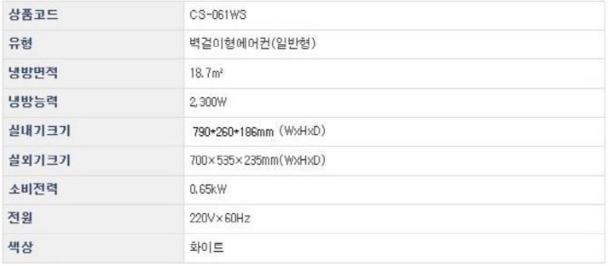 상품코드 CS-061WS
유형 벽걸이형에어컨(일반형)
냉방면적 18.7㎡
냉방능력 2,300W
실내기크기 790*260*186mm (WxHxD)
실외기크기 700×535×235mm(WxHxD)
소비전력 0.65kW
전원 220V×60Hz
색상 화이트